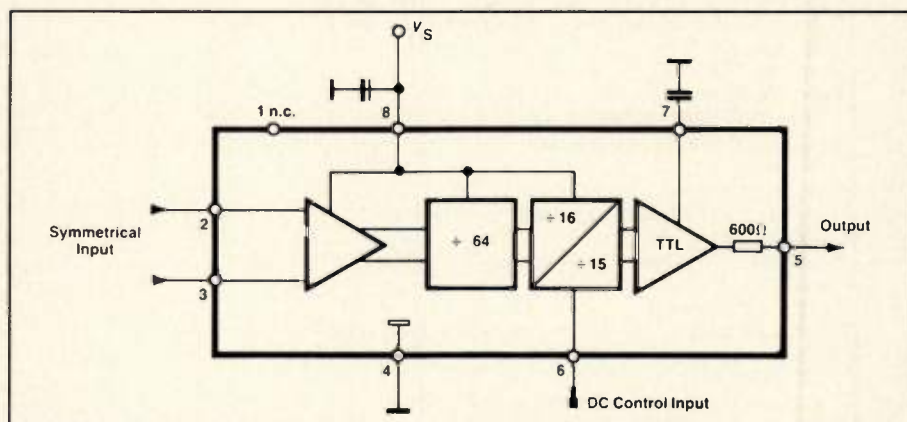 V_S
1 n.c.
8
7
÷ 16
600Ω
Output
2
Symmetrical
Input
÷ 64
÷ 15
TTL
5
3
4
6
DC Control Input